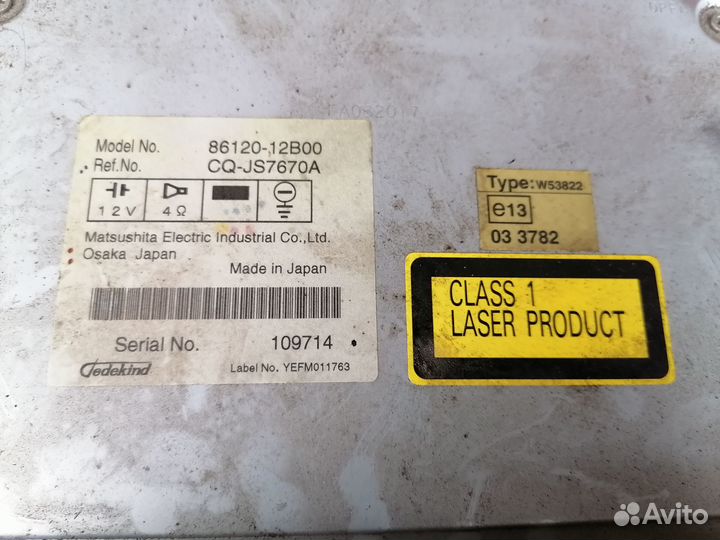 Model No. 86120-12B00
Ref.No. CQ-JS7670A
12V 4Ω
Matsushita Electric Industrial Co.,Ltd.
Osaka Japan
Made in Japan
Serial No. 109714
Gedekind
Label No. YEFM011763
Type: W53822
e13
03 3782
CLASS 1
LASER PRODUCT
Avito